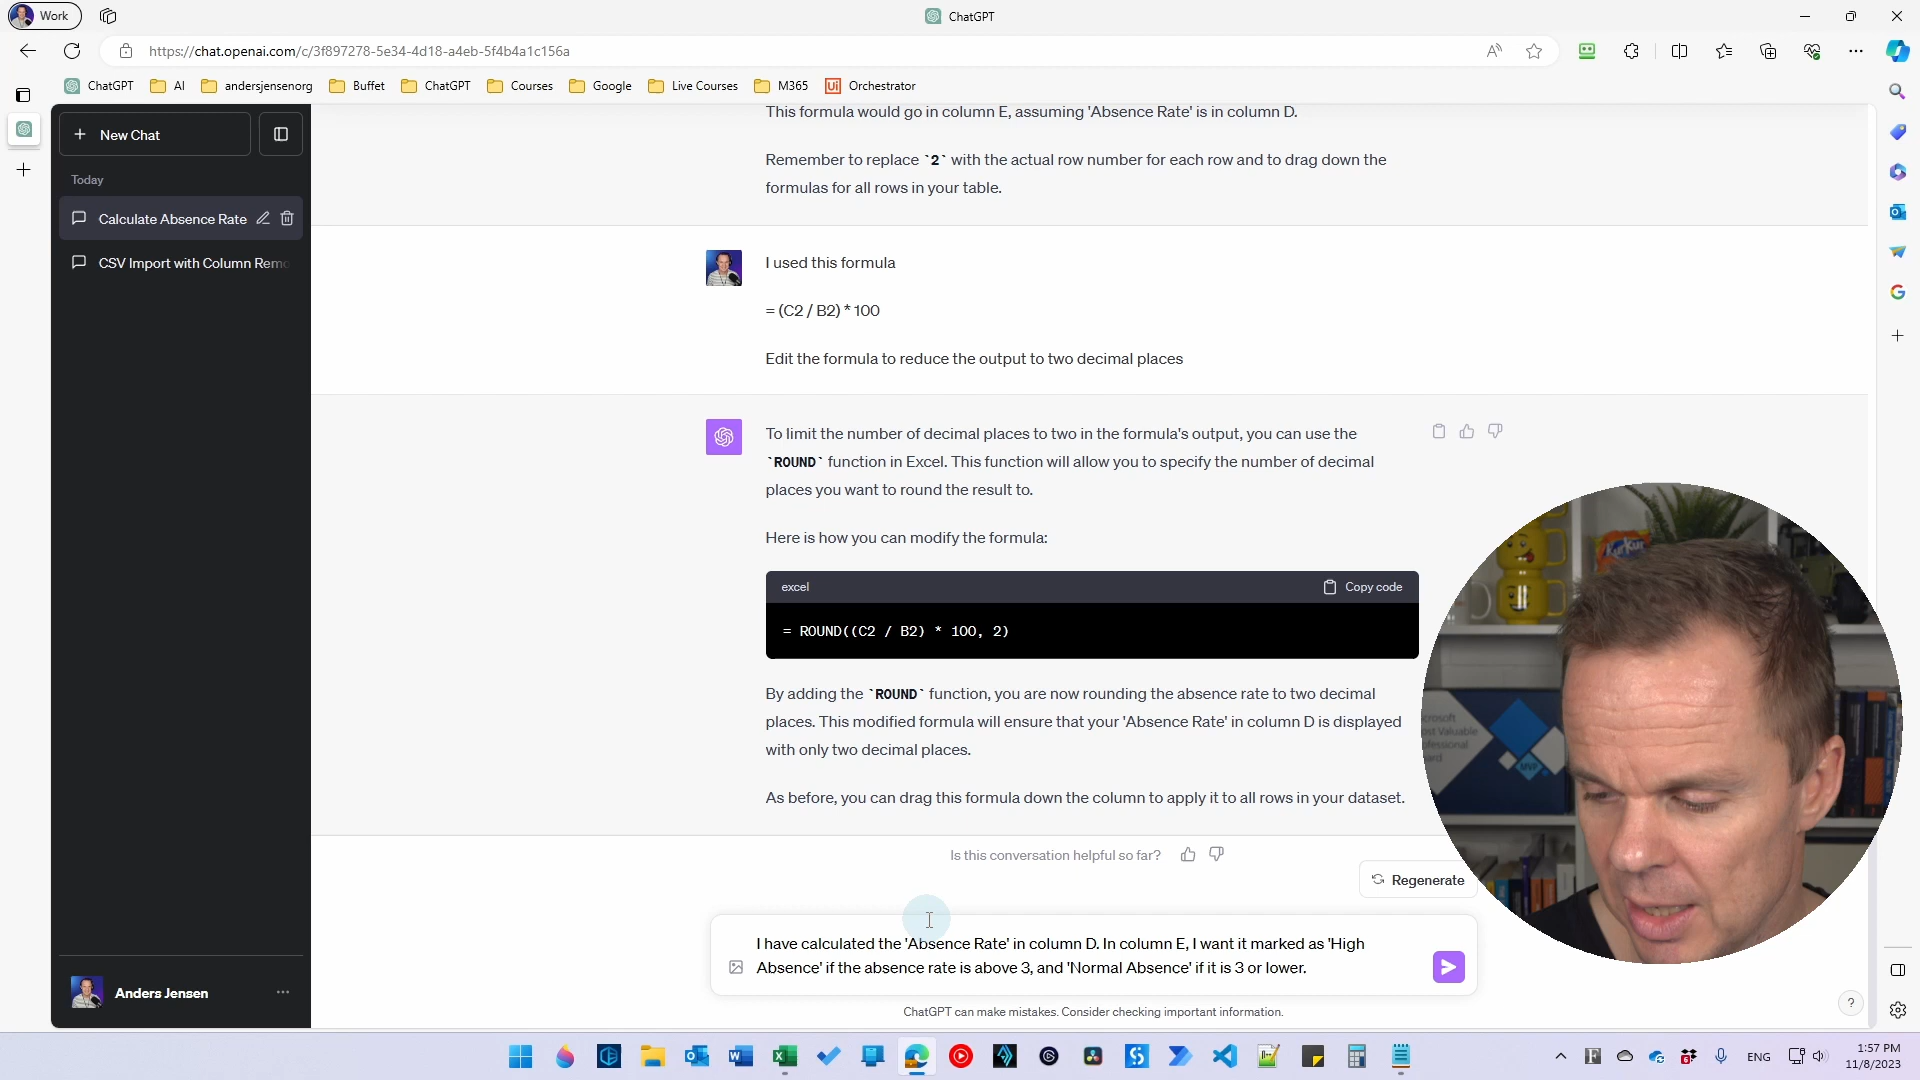 Work
ChatGPT
https://chat.openai.com/c/3f897278-5e34-4d18-a4eb-5f4b4a1c156a
ChatGPT AI andersjensenorg Buffet ChatGPT Courses Google Live Courses M365 Ui Orchestrator
New Chat
Today
Calculate Absence Rate
CSV Import with Column Remo
This formula would go in column E, assuming 'Absence Rate' is in column D.
Remember to replace `2` with the actual row number for each row and to drag down the
formulas for all rows in your table.
I used this formula
= (C2 / B2) * 100
Edit the formula to reduce the output to two decimal places
To limit the number of decimal places to two in the formula's output, you can use the
`ROUND` function in Excel. This function will allow you to specify the number of decimal
places you want to round the result to.
Here is how you can modify the formula:
excel Copy code
= ROUND((C2 / B2) * 100, 2)
By adding the `ROUND` function, you are now rounding the absence rate to two decimal
places. This modified formula will ensure that your 'Absence Rate' in column D is displayed
with only two decimal places.
As before, you can drag this formula down the column to apply it to all rows in your dataset.
Is this conversation helpful so far?
Regenerate
I have calculated the 'Absence Rate' in column D. In column E, I want it marked as 'High
Absence' if the absence rate is above 3, and 'Normal Absence' if it is 3 or lower.
ChatGPT can make mistakes. Consider checking important information.
?
Anders Jensen
MVP
ENG
1:57 PM
11/8/2023